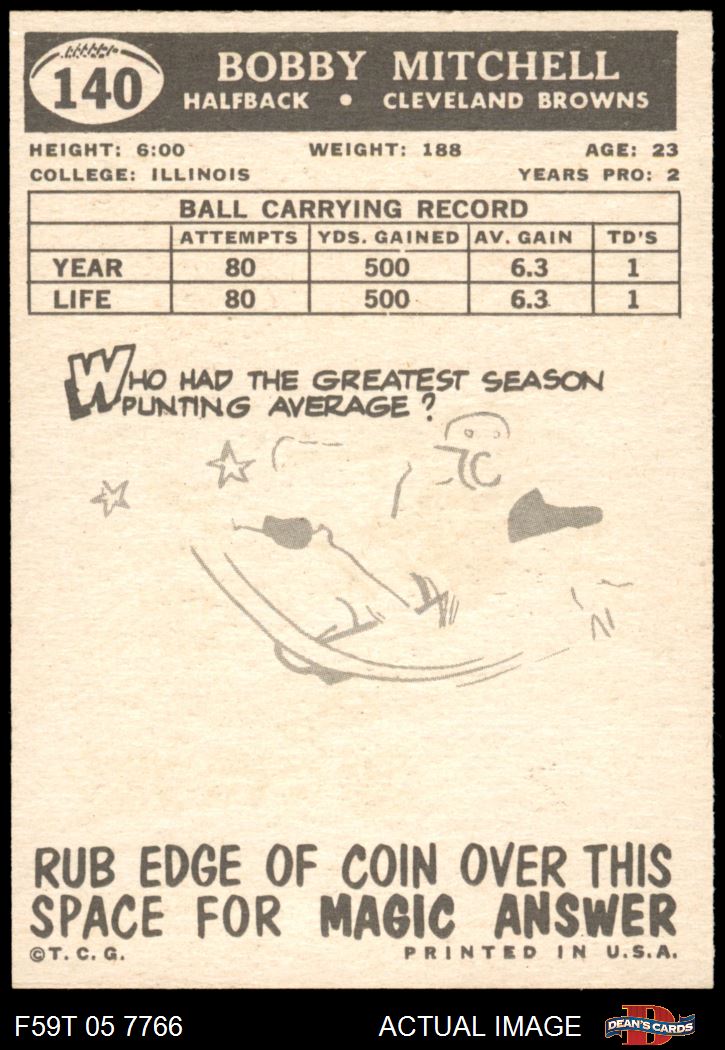 140
BOBBY MITCHELL
HALFBACK • CLEVELAND BROWNS
HEIGHT: 6:00 WEIGHT: 188 AGE: 23
COLLEGE: ILLINOIS YEARS PRO: 2
BALL CARRYING RECORD
ATTEMPTS YDS. GAINED AV. GAIN TD'S
YEAR 80 500 6.3 1
LIFE 80 500 6.3 1
WHO HAD THE GREATEST SEASON
PUNTING AVERAGE?
RUB EDGE OF COIN OVER THIS
SPACE FOR MAGIC ANSWER
©T. C. G. PRINTED IN U.S.A.
F59T 05 7766 ACTUAL IMAGE DEAN'S CARDS